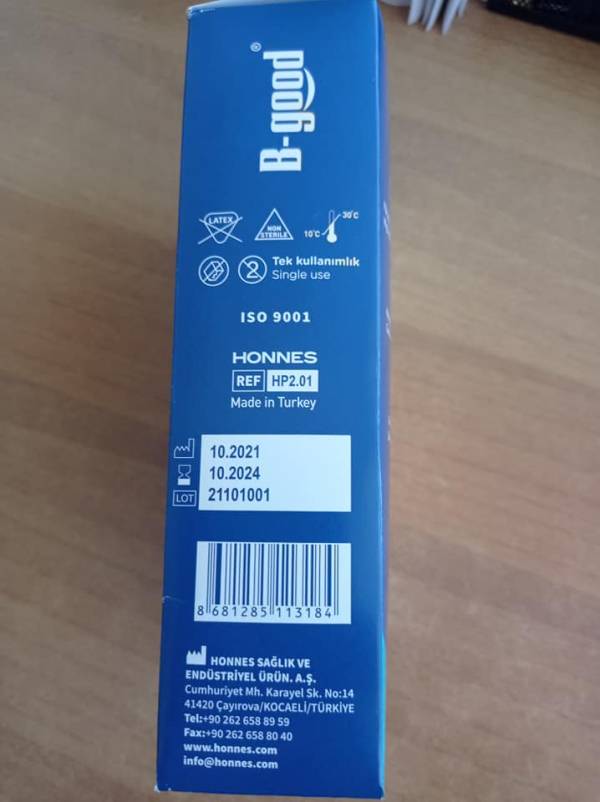 B-good®
LATEX
NON
STERILE
10°C
30°C
2
Tek kullanımlık
Single use
ISO 9001
HONNES
REF HP2.01
Made in Turkey
10.2021
10.2024
LOT 21101001
8 681285 113184
HONNES SAĞLIK VE
ENDÜSTRİYEL ÜRÜN. A.Ş.
Cumhuriyet Mh. Karayel Sk. No:14
41420 Çayırova/KOCAELİ/TÜRKİYE
Tel:+90 262 658 89 59
Fax:+90 262 658 80 40
www.honnes.com
info@honnes.com